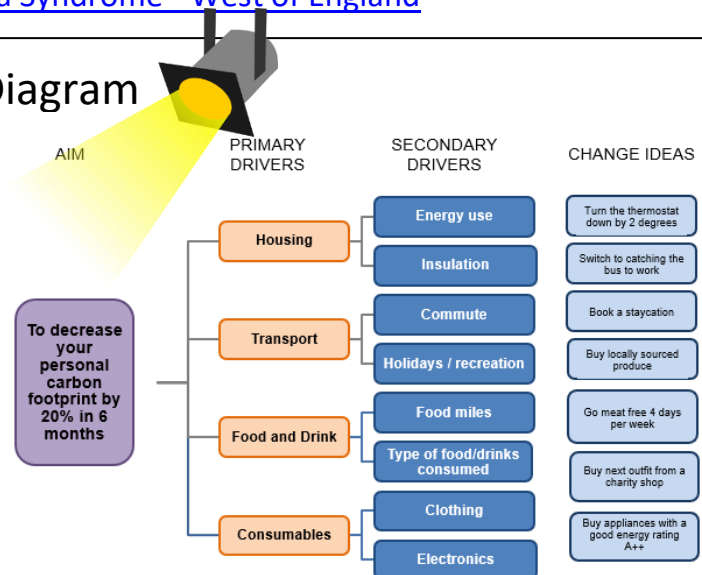 d Syndrome - West of England
Diagram
AIM
PRIMARY
DRIVERS
SECONDARY
DRIVERS
CHANGE IDEAS
To decrease
your
personal
carbon
footprint by
20% in 6
months
Housing
Transport
Food and Drink
Consumables
Energy use
Insulation
Commute
Holidays / recreation
Food miles
Type of food/drinks
consumed
Clothing
Electronics
Turn the thermostat
down by 2 degrees
Switch to catching the
bus to work
Book a staycation
Buy locally sourced
produce
Go meat free 4 days
per week
Buy next outfit from a
charity shop
Buy appliances with a
good energy rating
A++